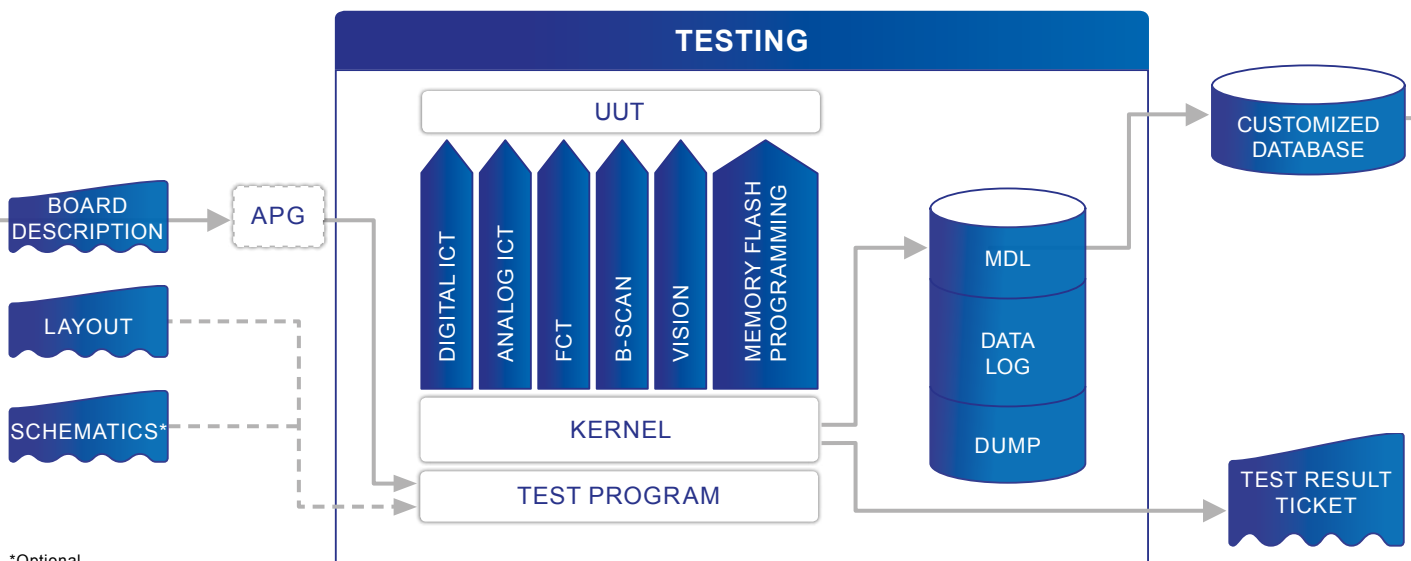 TESTING
UUT
CUSTOMIZED
DATABASE
BOARD
DESCRIPTION
APG
DIGITAL ICT
ANALOG ICT
FCT
B-SCAN
VISION
MEMORY FLASH
PROGRAMMING
MDL
LAYOUT
DATA
LOG
SCHEMATICS*
KERNEL
DUMP
TEST PROGRAM
TEST RESULT
TICKET
*Optional